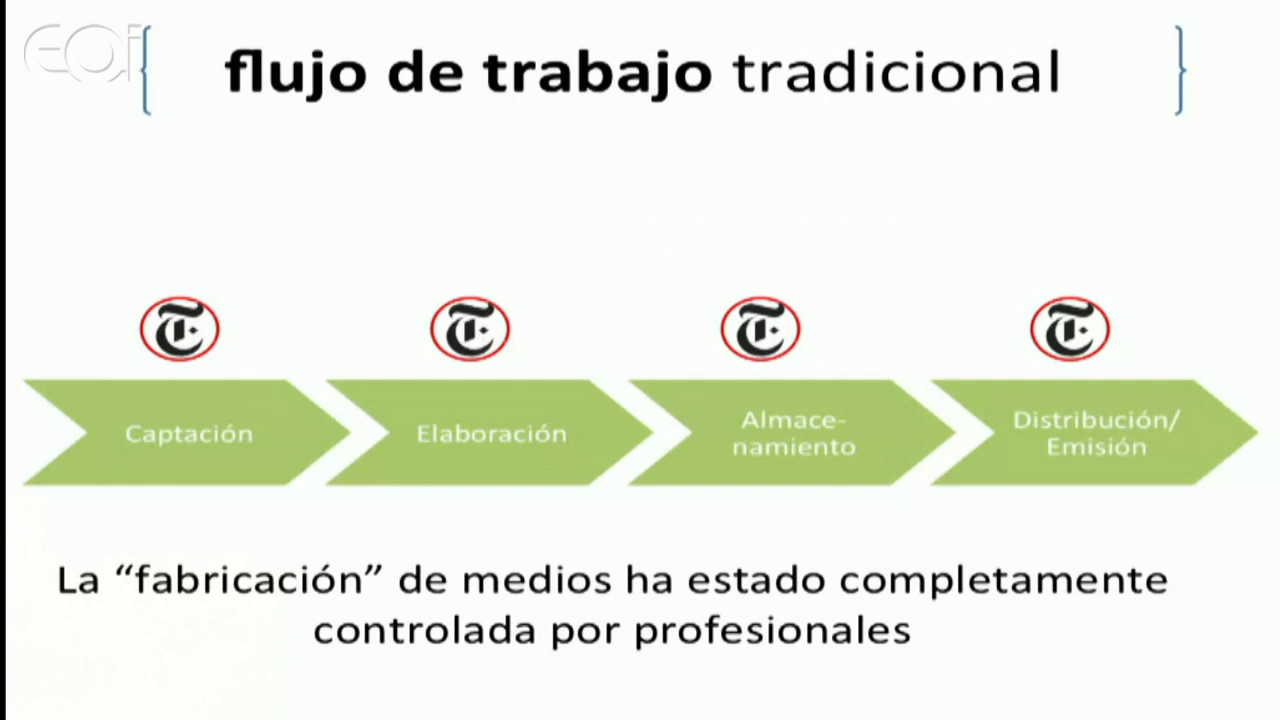 EOi
flujo de trabajo tradicional
T T T T
Captación
Elaboración
Almace-
namiento
Distribución/
Emisión
La “fabricación” de medios ha estado completamente
controlada por profesionales